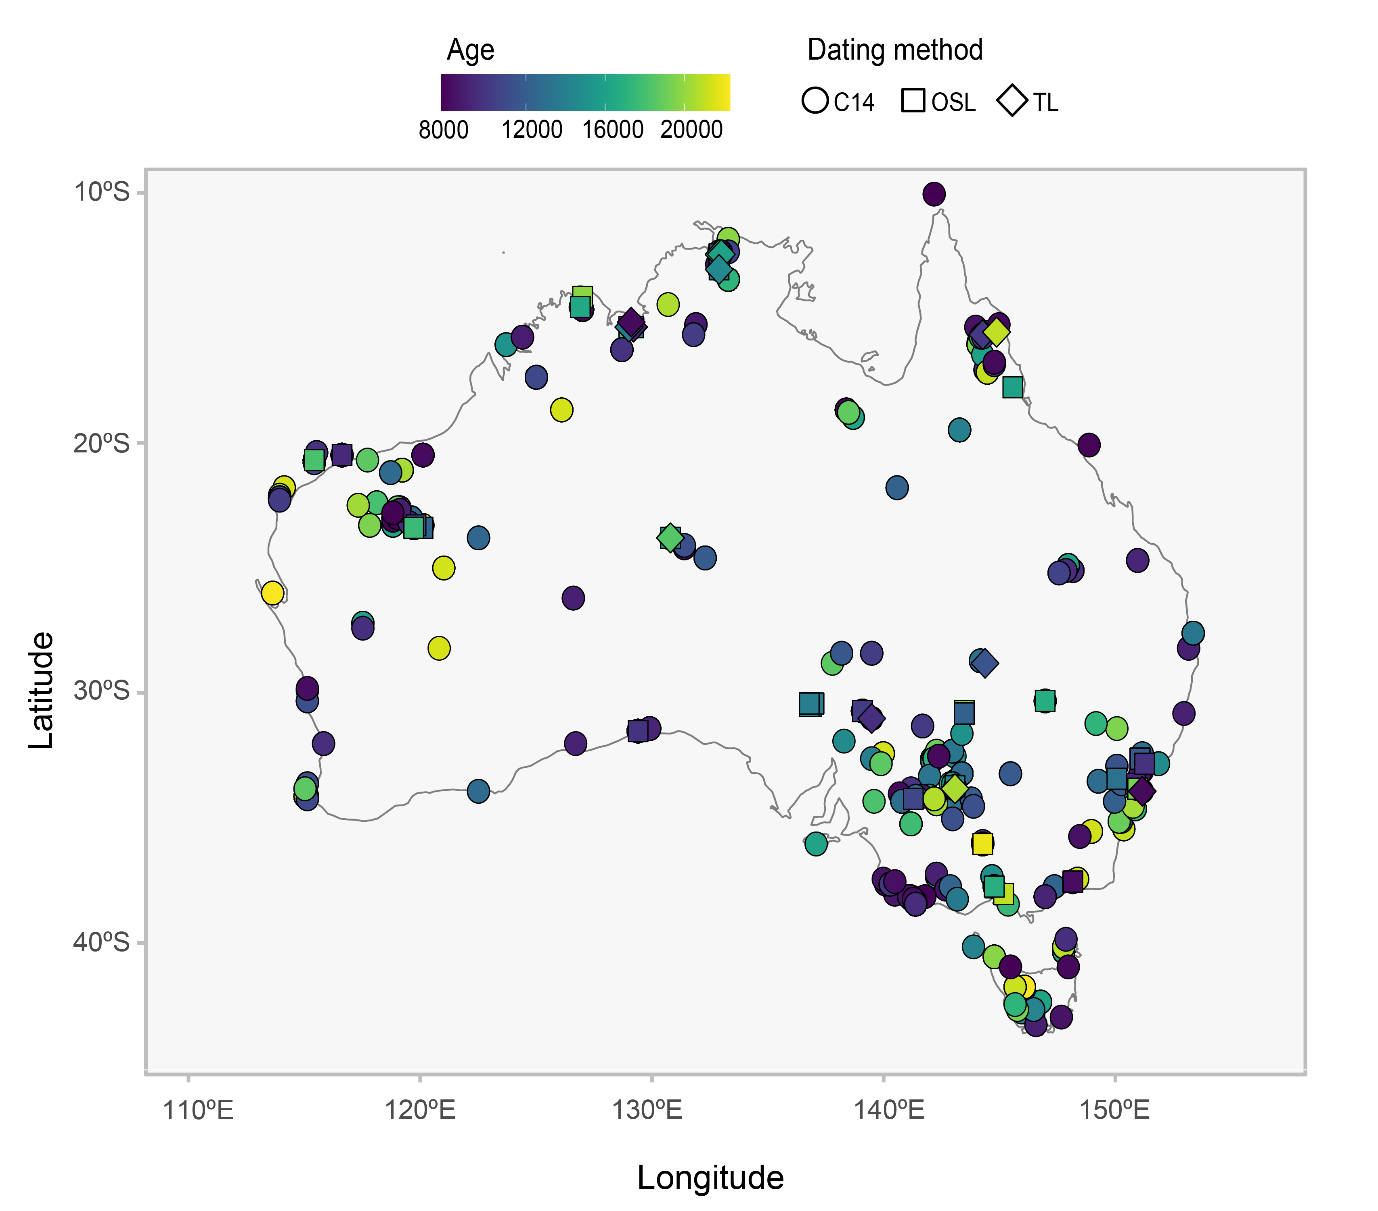 Age
Dating method
8000 12000 16000 20000
C14 OSL TL
10ºS
20ºS
30ºS
40ºS
Latitude
110ºE 120ºE 130ºE 140ºE 150ºE
Longitude